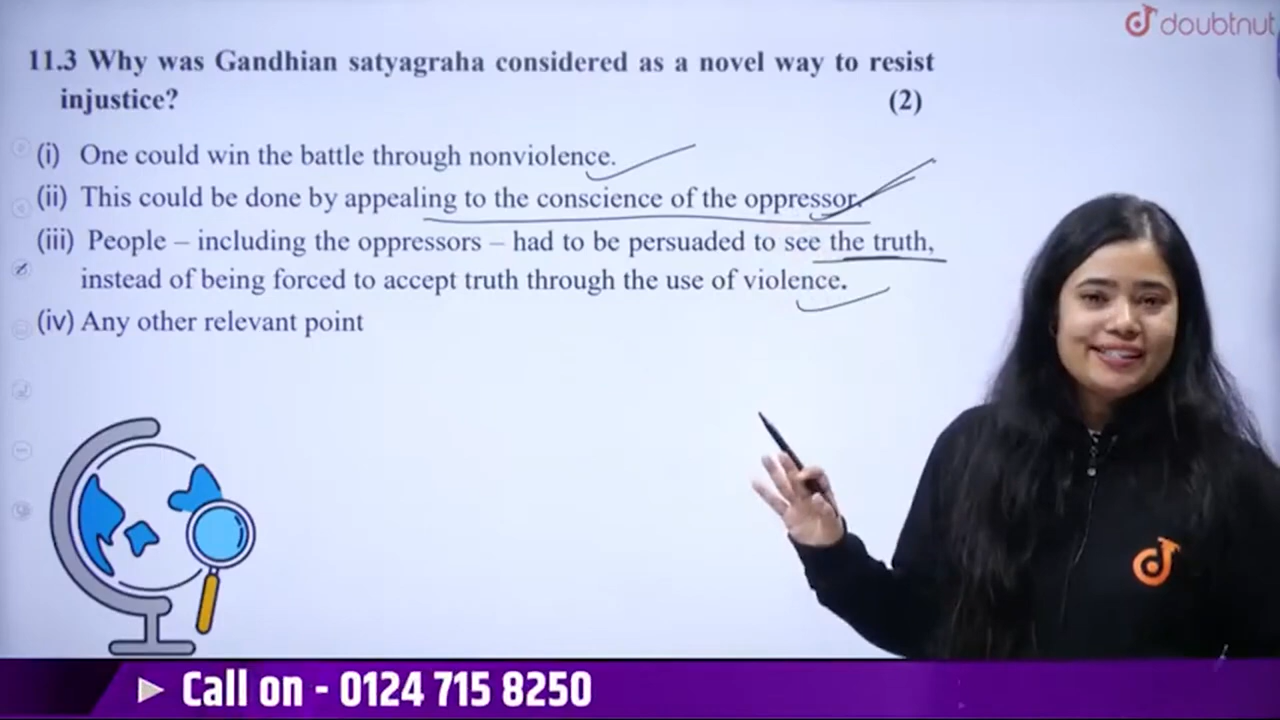 doubtnut
11.3 Why was Gandhian satyagraha considered as a novel way to resist
injustice? (2)
(i) One could win the battle through nonviolence.
(ii) This could be done by appealing to the conscience of the oppressor.
(iii) People – including the oppressors – had to be persuaded to see the truth,
instead of being forced to accept truth through the use of violence.
(iv) Any other relevant point
Call on - 0124 715 8250